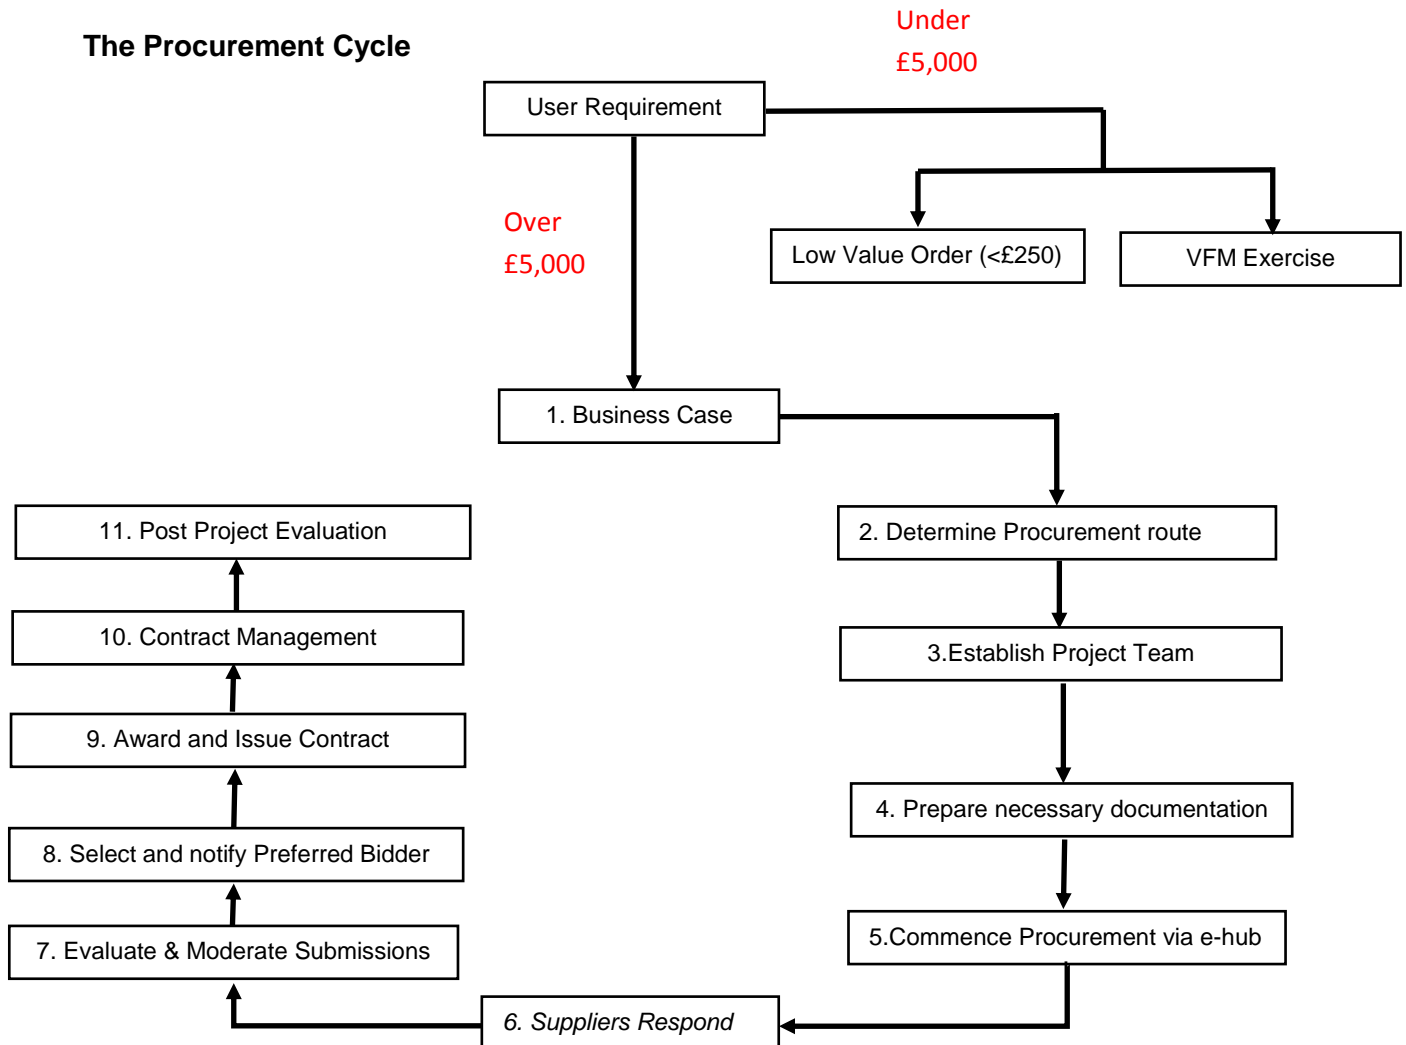 The Procurement Cycle
Under
£5,000
User Requirement
Over
£5,000
Low Value Order (<£250)
VFM Exercise
1. Business Case
2. Determine Procurement route
3.Establish Project Team
4. Prepare necessary documentation
5.Commence Procurement via e-hub
6. Suppliers Respond
7. Evaluate & Moderate Submissions
8. Select and notify Preferred Bidder
9. Award and Issue Contract
10. Contract Management
11. Post Project Evaluation